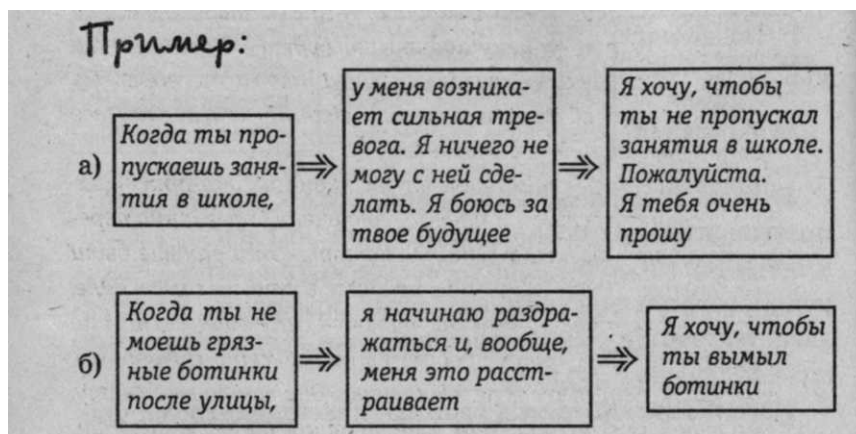 Пример:
а)
Когда ты про-
пускаешь заня-
тия в школе,
у меня возника-
ет сильная тре-
вога. Я ничего не
могу с ней сде-
лать. Я боюсь за
твое будущее
Я хочу, чтобы
ты не пропускал
занятия в школе.
Пожалуйста.
Я тебя очень
прошу
б)
Когда ты не
моешь гряз-
ные ботинки
после улицы,
я начинаю раздра-
жаться и, вообще,
меня это расст-
раивает
Я хочу, чтобы
ты вымыл
ботинки